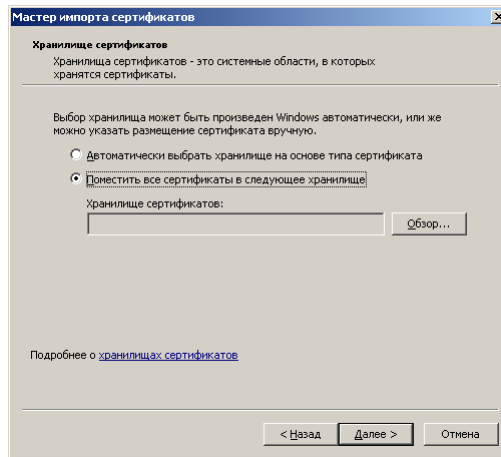 Мастер импорта сертификатов
Хранилище сертификатов
Хранилища сертификатов - это системные области, в которых
хранятся сертификаты.
Выбор хранилища может быть произведен Windows автоматически, или же
можно указать размещение сертификата вручную.
Автоматически выбрать хранилище на основе типа сертификата
Поместить все сертификаты в следующее хранилище
Хранилище сертификатов:
Обзор...
Подробнее о хранилищах сертификатов
< Назад Далее > Отмена